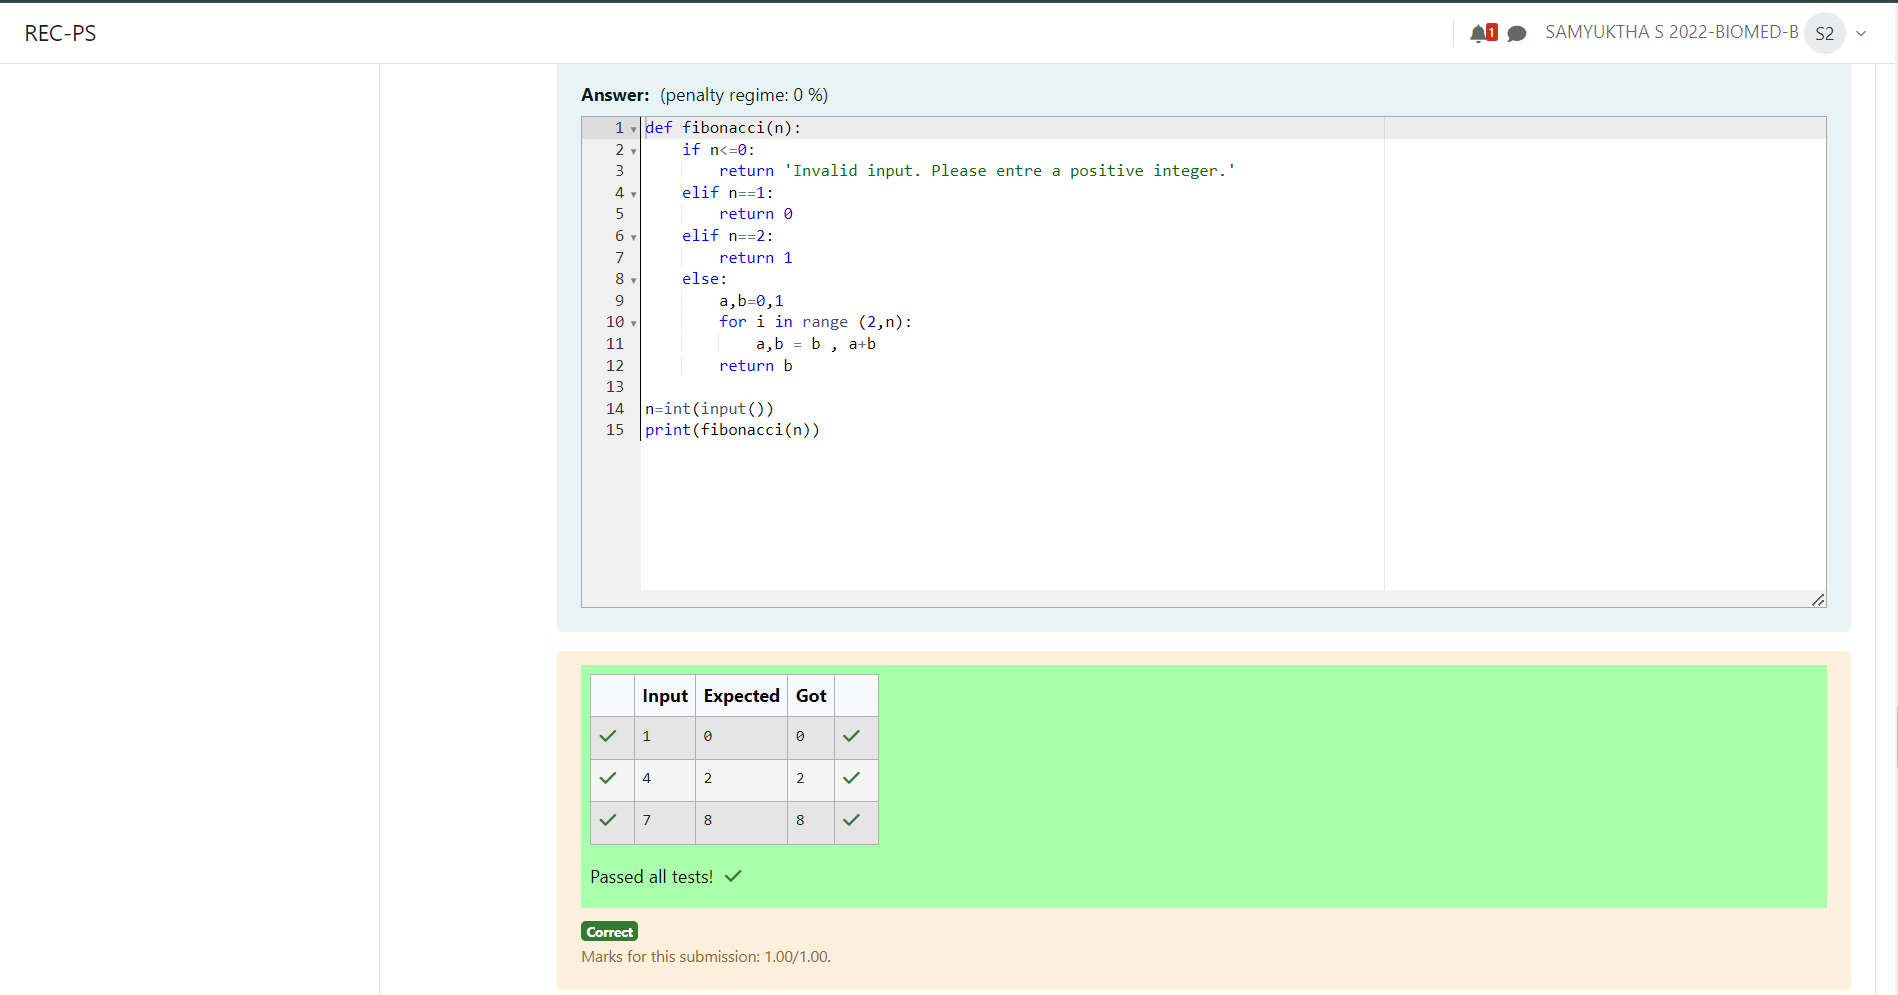 REC-PS
1
SAMYUKTHA S 2022-BIOMED-B
S2
Answer: (penalty regime: 0 %)
1 def fibonacci(n):
2     if n<=0:
3         return 'Invalid input. Please entre a positive integer.'
4     elif n==1:
5         return 0
6     elif n==2:
7         return 1
8     else:
9         a,b=0,1
10         for i in range (2,n):
11             a,b = b , a+b
12         return b
13
14 n=int(input())
15 print(fibonacci(n))
Input Expected Got
1 0 0
4 2 2
7 8 8
Passed all tests!
Correct
Marks for this submission: 1.00/1.00.